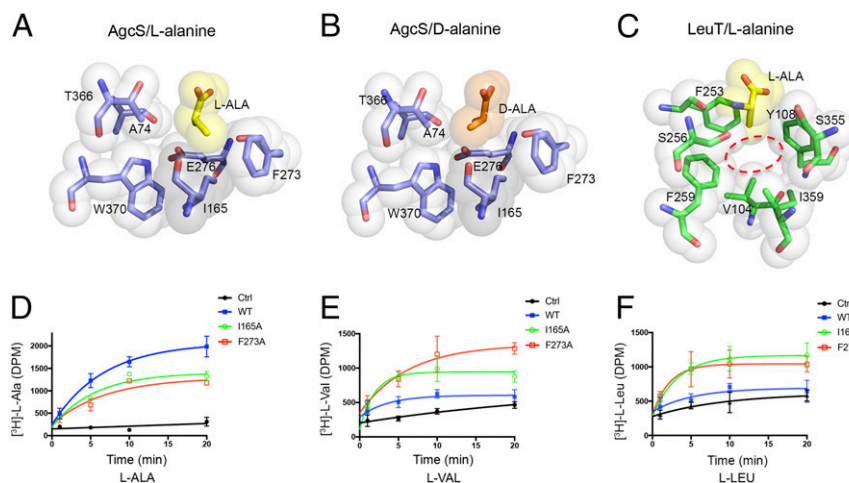 A
AgcS/L-alanine
T366
A74
L-ALA
E276
F273
W370
I165
B
AgcS/D-alanine
T366
A74
D-ALA
E276
F273
W370
I165
C
LeuT/L-alanine
L-ALA
F253
Y108
S355
S256
F259
V104
I359
D
[³H]-L-Ala (DPM)
2000
1500
1000
500
0
0 5 10 15 20
Time (min)
L-ALA
Ctrl
WT
I165A
F273A
E
[³H]-L-Val (DPM)
1500
1000
500
0
0 5 10 15 20
Time (min)
L-VAL
Ctrl
WT
I165A
F273A
F
[³H]-L-Leu (DPM)
1500
1000
500
0
0 5 10 15 20
Time (min)
L-LEU
Ctrl
WT
I16
F27